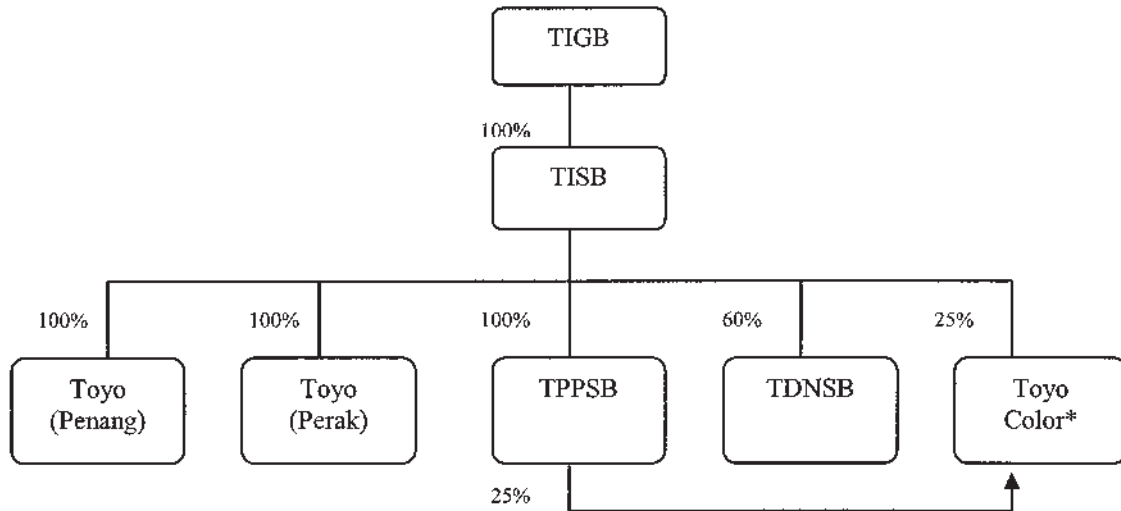 TIGB
100%
TISB
100%
100%
100%
60%
25%
Toyo
(Penang)
Toyo
(Perak)
TPPSB
TDNSB
Toyo
Color*
25%